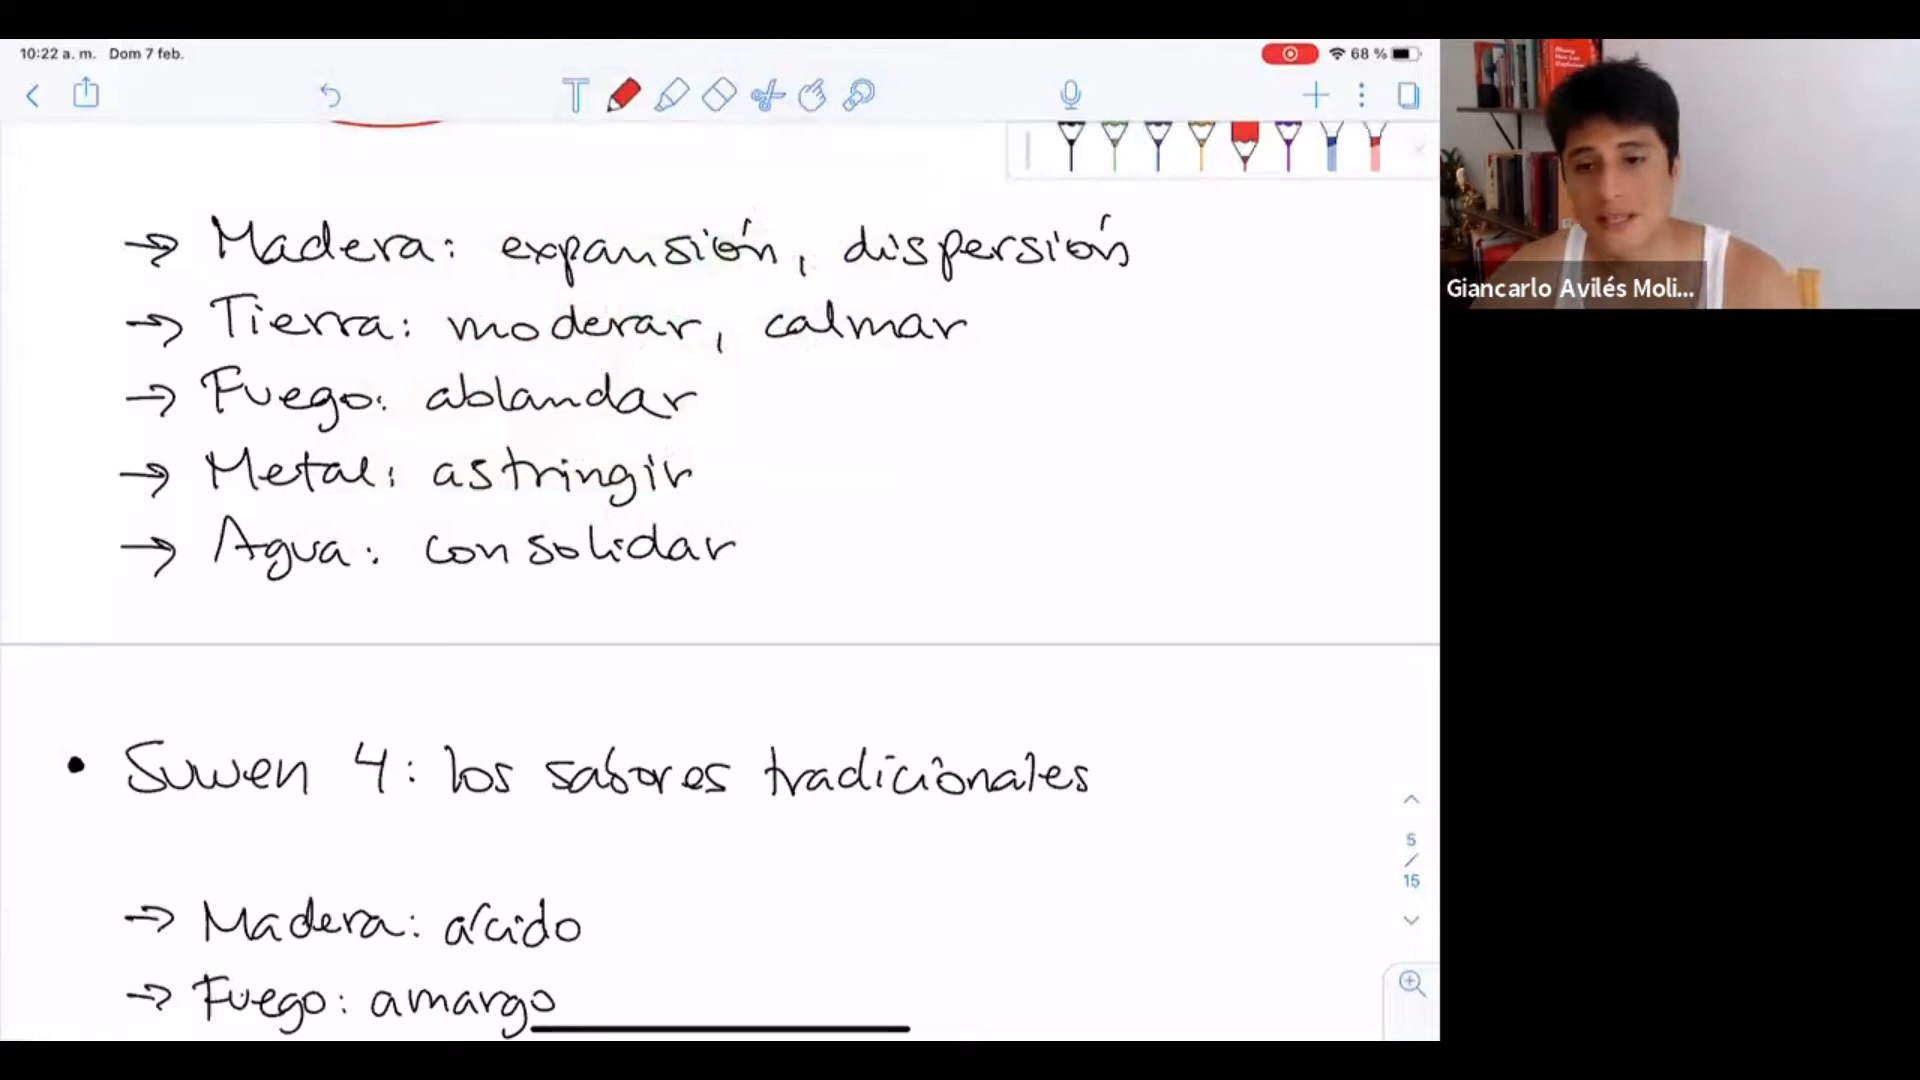 10:22 a. m. Dom 7 feb.
68 %
→ Madera: expansión, dispersión
→ Tierra: moderar, calmar
→ Fuego: ablandar
→ Metal: astringir
→ Agua: consolidar
• Suwen 4: los sabores tradicionales
→ Madera: ácido
→ Fuego: amargo
5
/
15
Giancarlo Avilés Moli...